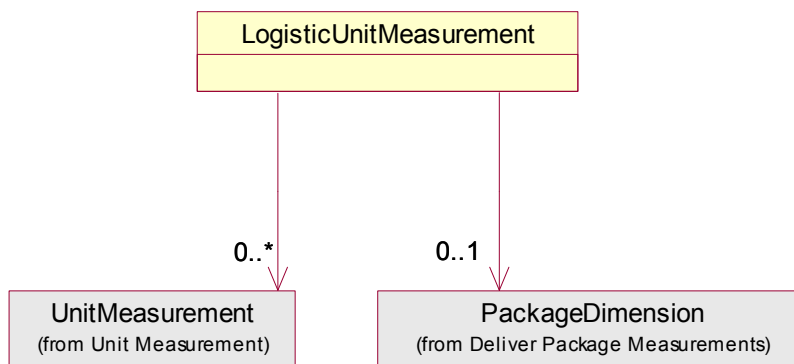 LogisticUnitMeasurement
0..*
0..1
UnitMeasurement
(from Unit Measurement)
PackageDimension
(from Deliver Package Measurements)